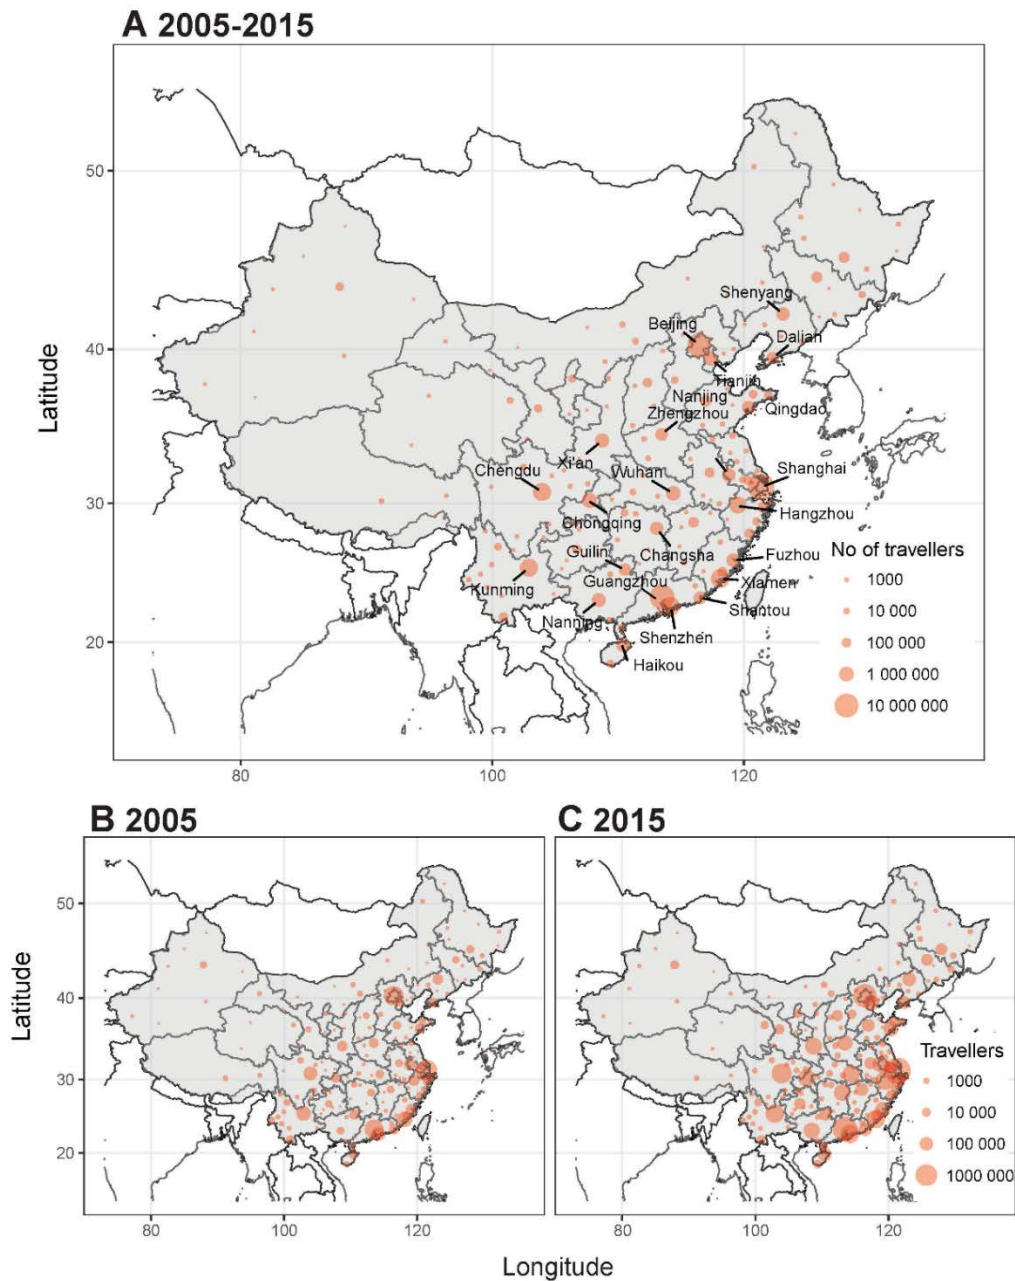 A 2005-2015
50
Shenyang
Beijing
Dalian
40
Tianjin
Nanjing
Qingdao
Zhengzhou
Xi'an
Shanghai
Chengdu
Wuhan
30
Hangzhou
Chongqing
No of travellers
Guilin
Changsha
Fuzhou
1000
Guangzhou
Xiamen
Kunming
10 000
Shantou
Nanning
Shenzhen
100 000
20
Haikou
1 000 000
10 000 000
Latitude
80
100
120
B 2005
C 2015
50
40
30
20
Latitude
Travellers
1000
10 000
100 000
1000 000
80
100
120
80
100
120
Longitude